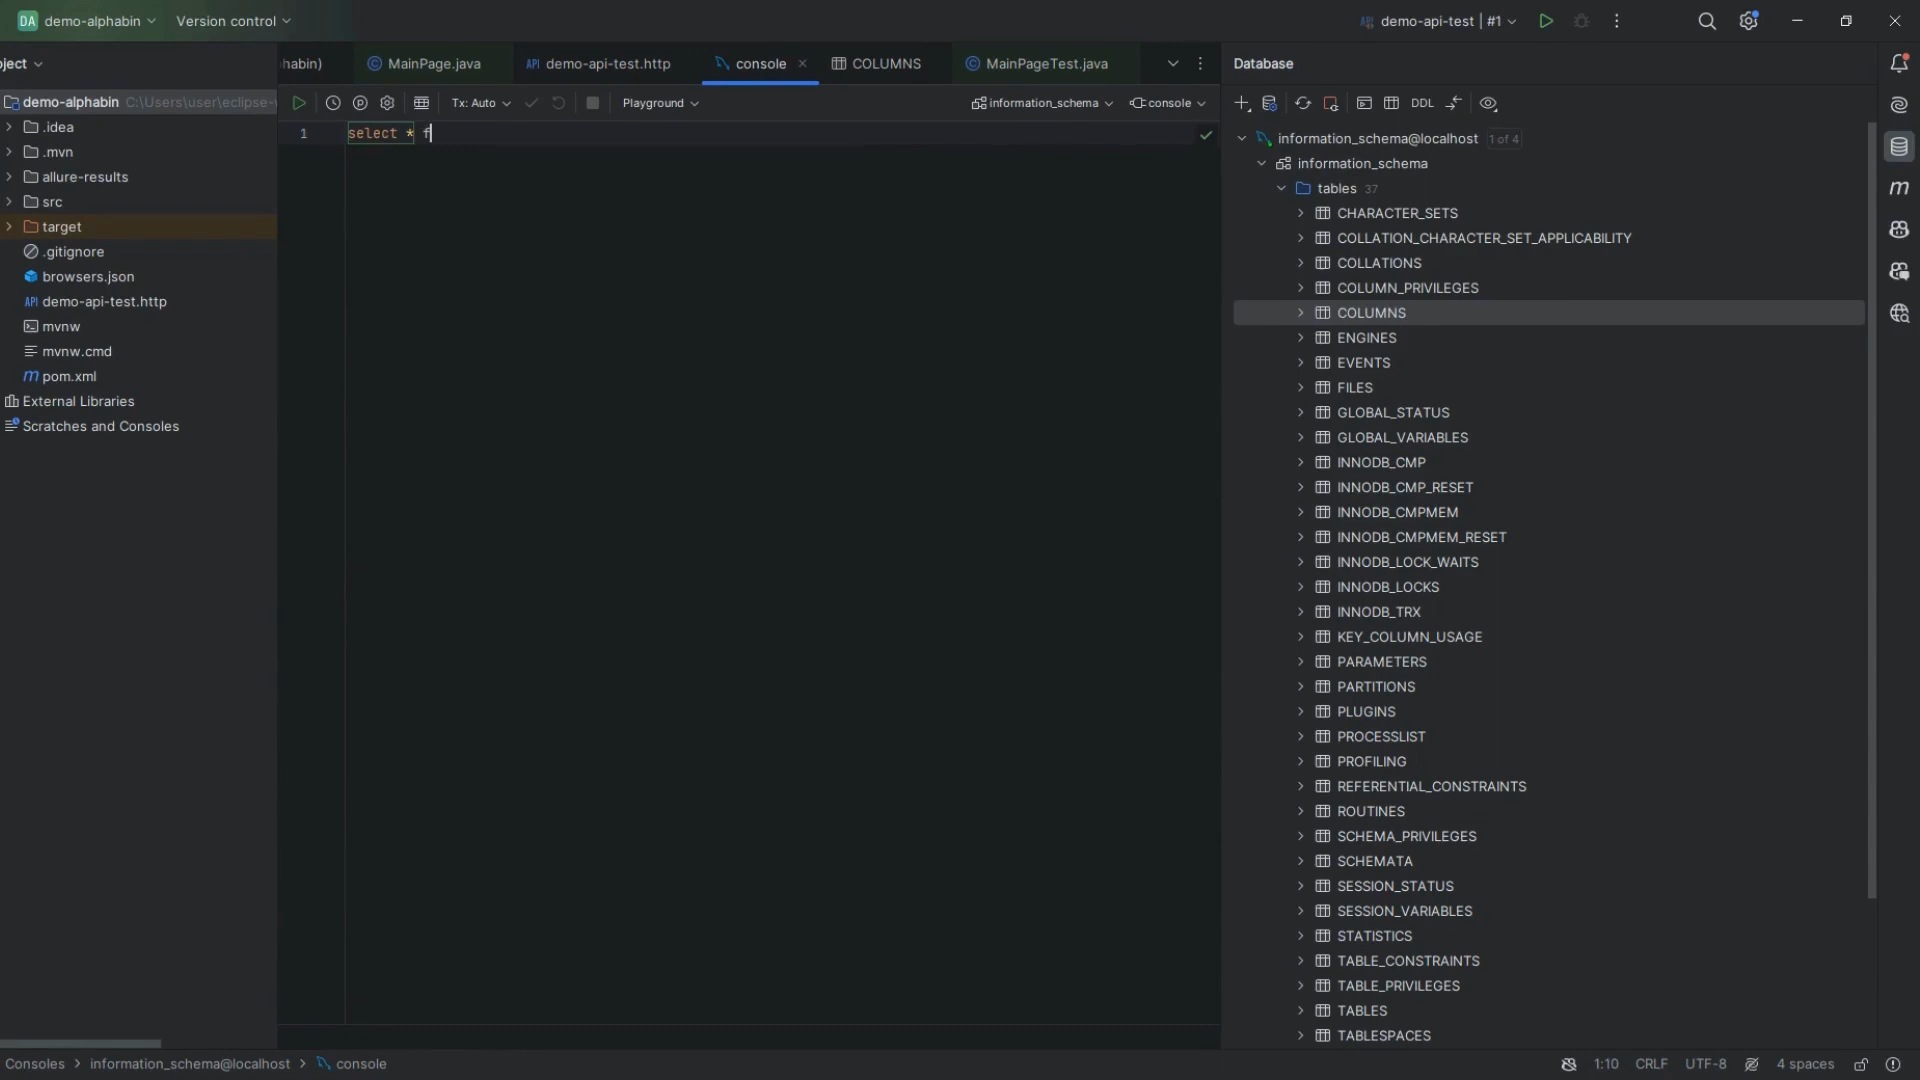 DA demo-alphabin Version control demo-api-test | #1
oject
demo-alphabin C:\Users\user\eclipse-
.idea
.mvn
allure-results
src
target
.gitignore
browsers.json
API demo-api-test.http
mvnw
mvnw.cmd
m pom.xml
External Libraries
Scratches and Consoles
habin) MainPage.java API demo-api-test.http console COLUMNS MainPageTest.java
Tx: Auto Playground information_schema console
1 select * f
Database
DDL
information_schema@localhost 1 of 4
information_schema
tables 37
CHARACTER_SETS
COLLATION_CHARACTER_SET_APPLICABILITY
COLLATIONS
COLUMN_PRIVILEGES
COLUMNS
ENGINES
EVENTS
FILES
GLOBAL_STATUS
GLOBAL_VARIABLES
INNODB_CMP
INNODB_CMP_RESET
INNODB_CMPMEM
INNODB_CMPMEM_RESET
INNODB_LOCK_WAITS
INNODB_LOCKS
INNODB_TRX
KEY_COLUMN_USAGE
PARAMETERS
PARTITIONS
PLUGINS
PROCESSLIST
PROFILING
REFERENTIAL_CONSTRAINTS
ROUTINES
SCHEMA_PRIVILEGES
SCHEMATA
SESSION_STATUS
SESSION_VARIABLES
STATISTICS
TABLE_CONSTRAINTS
TABLE_PRIVILEGES
TABLES
TABLESPACES
m
Consoles information_schema@localhost console 1:10 CRLF UTF-8 4 spaces